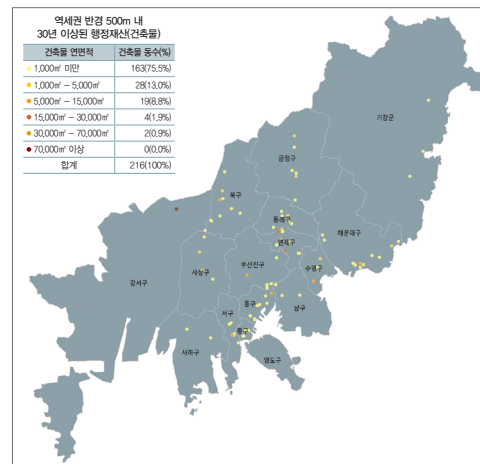 역세권 반경 500m 내
30년 이상된 행정재산(건축물)
건축물 연면적 건축물 동수(%)
1,000㎡ 미만 163(75.5%)
1,000㎡ – 5,000㎡ 28(13.0%)
5,000㎡ – 15,000㎡ 19(8.8%)
15,000㎡ – 30,000㎡ 4(1.9%)
30,000㎡ – 70,000㎡ 2(0.9%)
70,000㎡ 이상 0(0.0%)
합계 216(100%)
기장군
금정구
북구
동래구
해운대구
연제구
부산진구
수영구
사상구
강서구
동구
남구
서구
중구
사하구
영도구